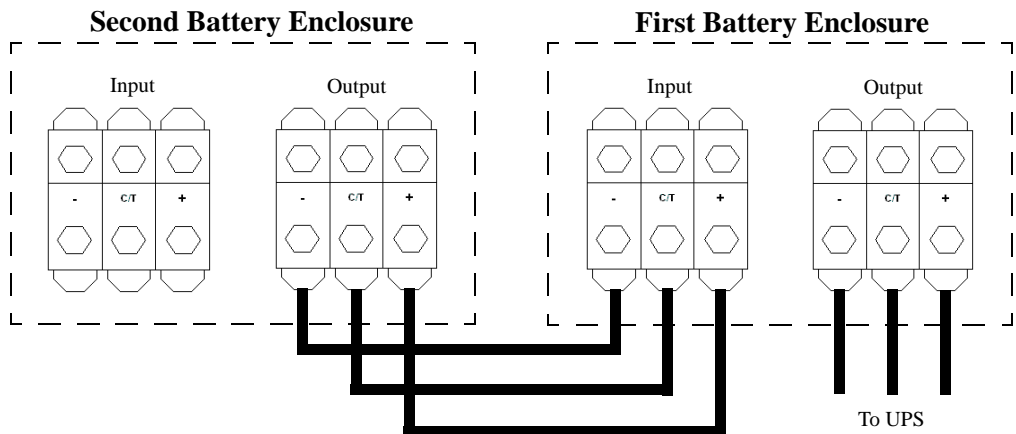 Second Battery Enclosure
First Battery Enclosure
Input
Output
Input
Output
- C/T +
- C/T +
- C/T +
- C/T +
To UPS